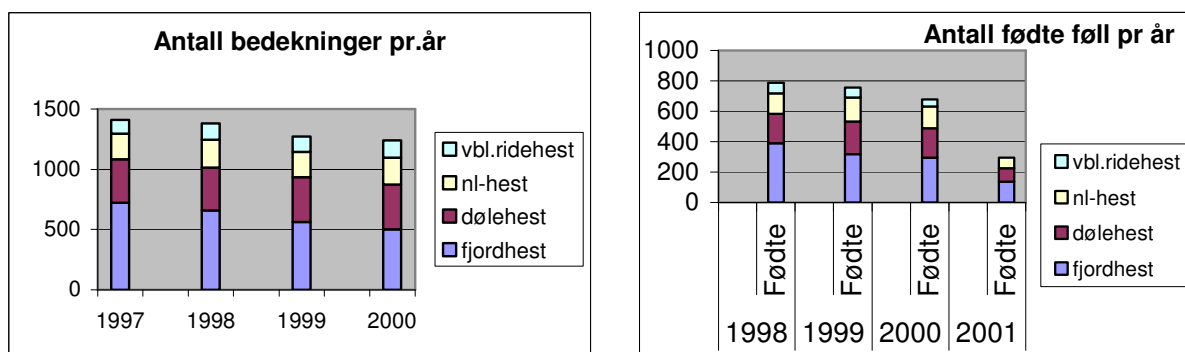 Antall bedekninger pr.år
1500
1000
500
0
1997 1998 1999 2000
vbl.ridehest
nl-hest
dølehest
fjordhest
Antall fødte føll pr år
1000
800
600
400
200
0
Fødte Fødte Fødte Fødte
1998 1999 2000 2001
vbl.ridehest
nl-hest
dølehest
fjordhest